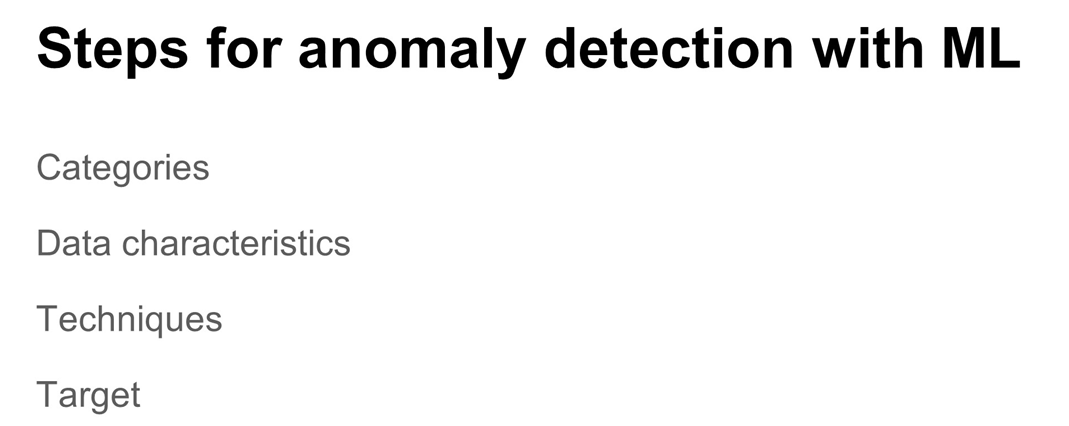 Steps for anomaly detection with ML
Categories
Data characteristics
Techniques
Target